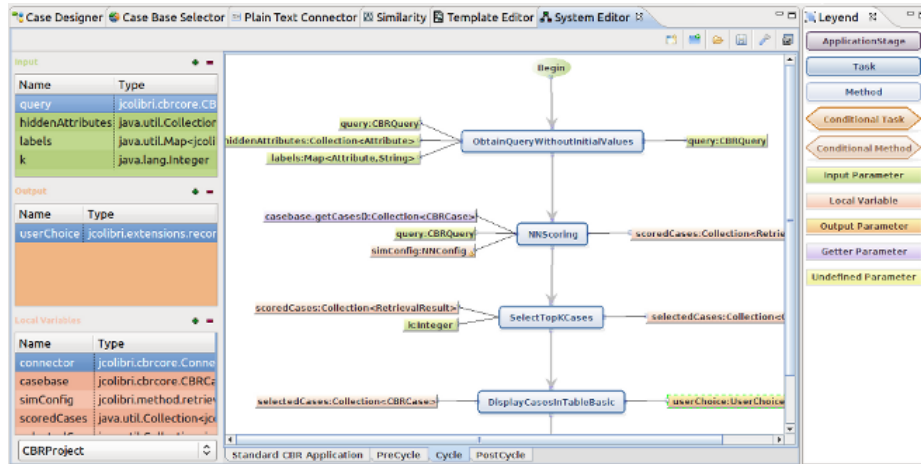 Case Designer Case Base Selector Plain Text Connector Similarity Template Editor System Editor
Input
Name Type
query jcolibri.cbrcore.CB
hiddenAttributes java.util.Collection
labels java.util.Map<jcoli
k java.lang.Integer
Output
Name Type
userChoice jcolibri.extensions.recor
Local Variables
Name Type
connector jcolibri.cbrcore.Conne
casebase jcolibri.cbrcore.CBRCa
simConfig jcolibri.method.retrie
scoredCases java.util.Collection<jco
CBRProject
Begin
query:CBRQuery
hiddenAttributes:Collection<Attribute>
labels:Map<Attribute,String>
ObtainQueryWithoutInitialValues
query:CBRQuery
casebase.getCases():Collection<CBRCase>
query:CBRQuery
simConfig:NNConfig
NNScoring
scoredCases:Collection<Retrie
scoredCases:Collection<RetrievalResult>
k:Integer
SelectTopKCases
selectedCases:Collection<
selectedCases:Collection<CBRCase>
DisplayCasesInTableBasic
userChoice:UserChoice
Standard CBR Application PreCycle Cycle PostCycle
Leyend
ApplicationStage
Task
Method
Conditional Task
Conditional Method
Input Parameter
Local Variable
Output Parameter
Getter Parameter
Undefined Parameter